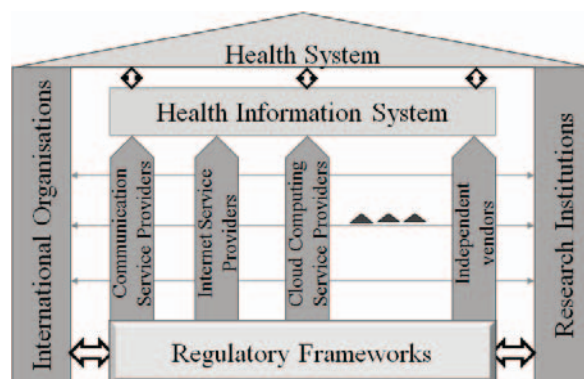 Health System
Health Information System
International Organisations
Communication
Service Providers
Internet Service
Providers
Cloud Computing
Service Providers
Independent
vendors
Research Institutions
Regulatory Frameworks